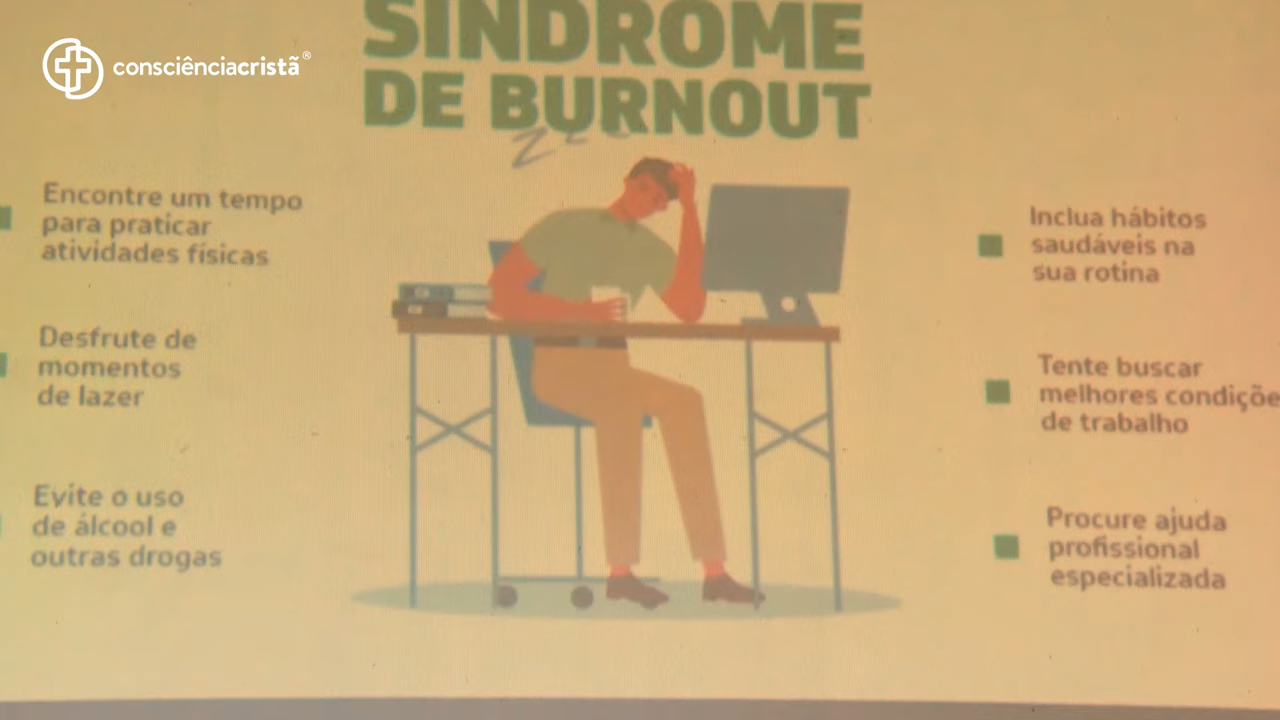 SÍNDROME
DE BURNOUT
consciênciacristã®
Encontre um tempo
para praticar
atividades físicas
Desfrute de
momentos
de lazer
Evite o uso
de álcool e
outras drogas
Inclua hábitos
saudáveis na
sua rotina
Tente buscar
melhores condiçõe
de trabalho
Procure ajuda
profissional
especializada